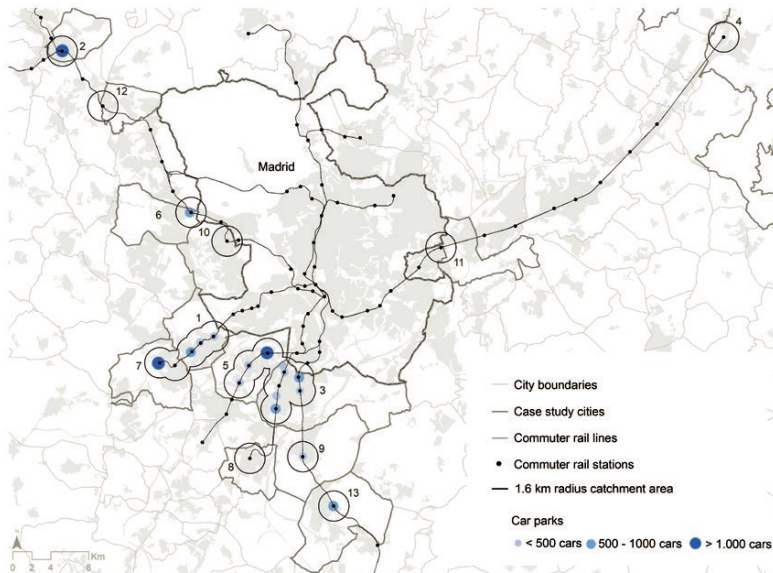 4
2
12
Madrid
6
10
11
1
7
5
3
8
9
13
City boundaries
Case study cities
Commuter rail lines
Commuter rail stations
1.6 km radius catchment area
Car parks
< 500 cars 500 - 1000 cars > 1.000 cars
Km
0 2 4 8